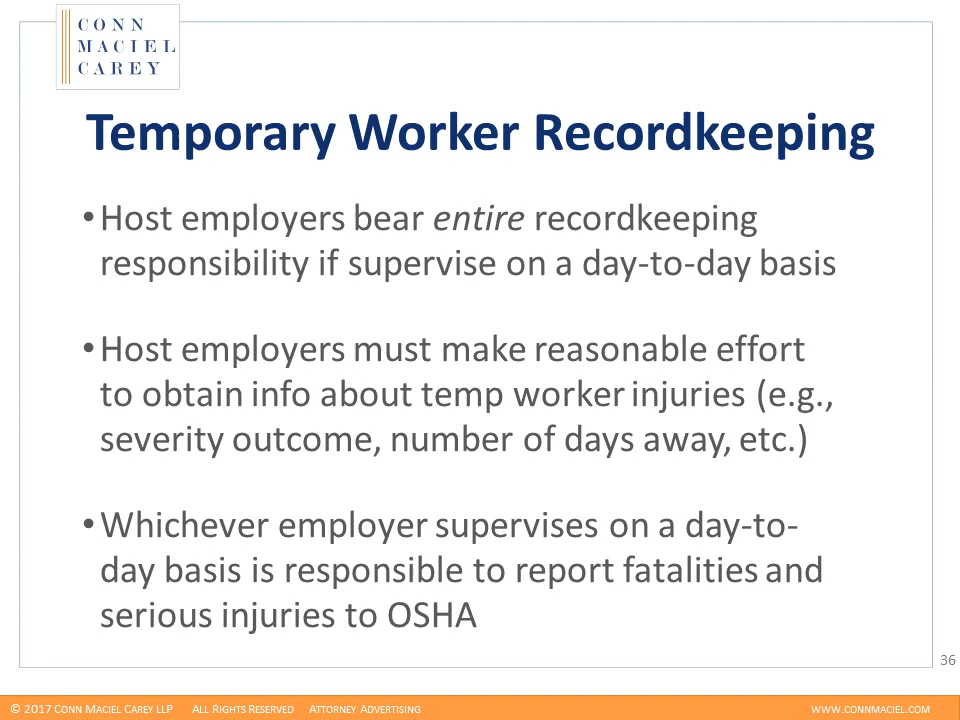 CONN
MACIEL
CAREY
Temporary Worker Recordkeeping
• Host employers bear entire recordkeeping
responsibility if supervise on a day-to-day basis
• Host employers must make reasonable effort
to obtain info about temp worker injuries (e.g.,
severity outcome, number of days away, etc.)
• Whichever employer supervises on a day-to-
day basis is responsible to report fatalities and
serious injuries to OSHA
36
© 2017 CONN MACIEL CAREY LLP ALL RIGHTS RESERVED ATTORNEY ADVERTISING WWW.CONNMACIEL.COM